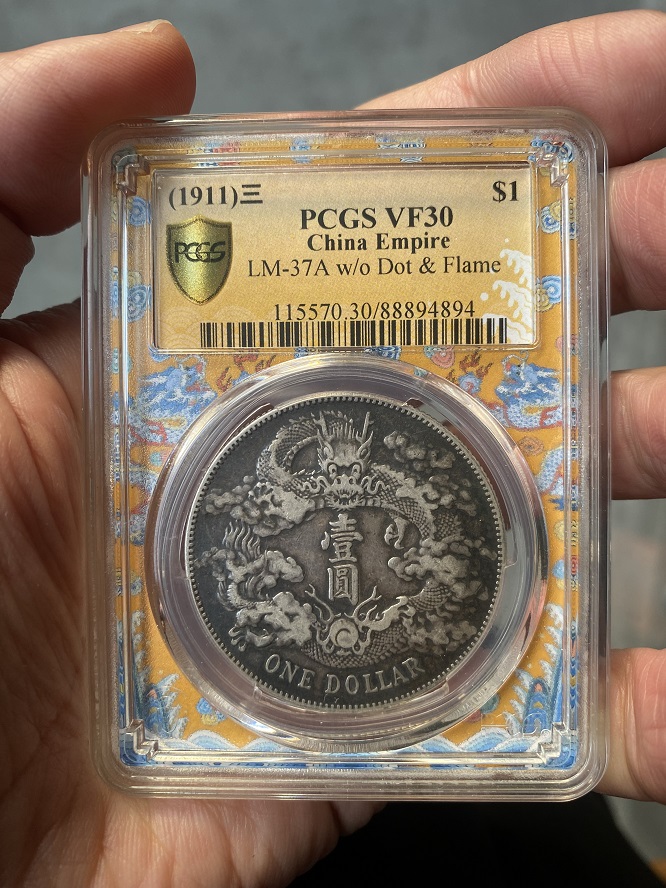 (1911)三 $1
PCGS VF30
China Empire
LM-37A w/o Dot & Flame
115570.30/88894894
PCGS
壹圓
ONE DOLLAR